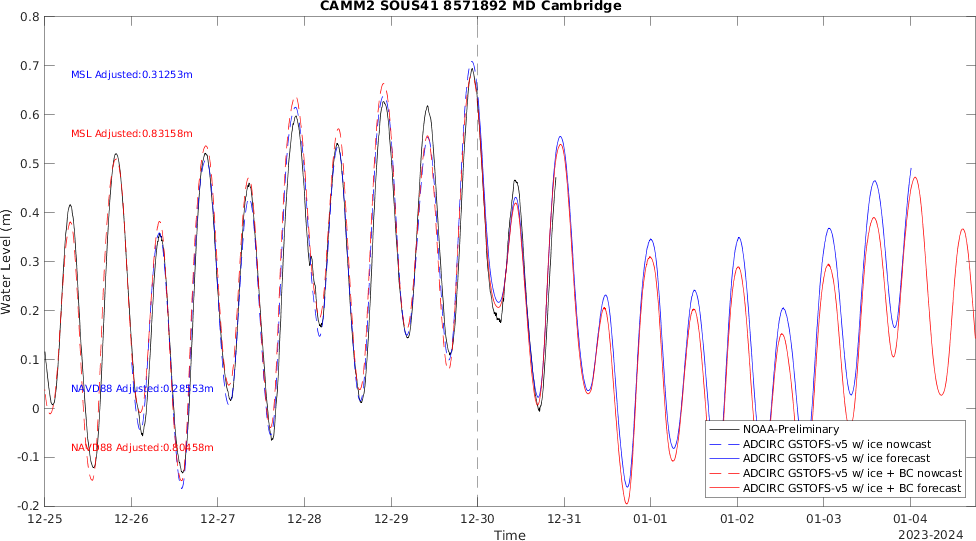 CAMM2 SOUS41 8571892 MD Cambridge
0.8
0.7
0.6
0.5
0.4
0.3
0.2
0.1
0
-0.1
-0.2
Water Level (m)
MSL Adjusted:0.31253m
MSL Adjusted:0.83158m
NAVD88 Adjusted:0.28553m
NAVD88 Adjusted:0.80458m
NOAA-Preliminary
ADCIRC GSTOFS-v5 w/ ice nowcast
ADCIRC GSTOFS-v5 w/ ice forecast
ADCIRC GSTOFS-v5 w/ ice + BC nowcast
ADCIRC GSTOFS-v5 w/ ice + BC forecast
12-25 12-26 12-27 12-28 12-29 12-30 12-31 01-01 01-02 01-03 01-04
Time
2023-2024